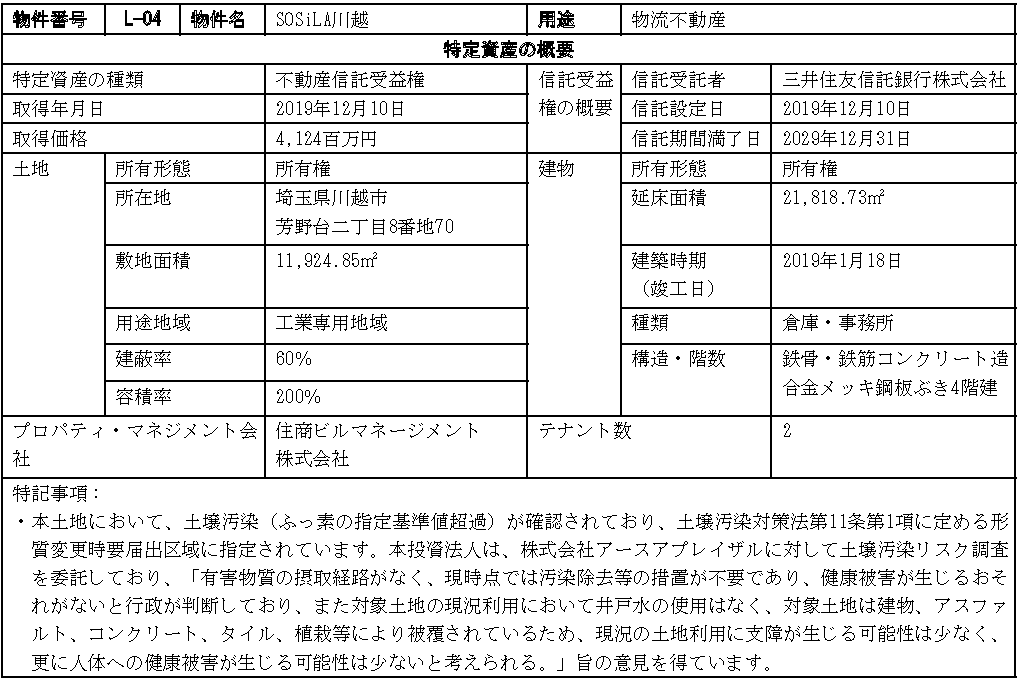 物件番号 L-04 物件名 SOSiLA川越 用途 物流不動産
特定資産の概要
特定資産の種類 不動産信託受益権 信託受益 信託受託者 三井住友信託銀行株式会社
取得年月日 2019年12月10日 権の概要 信託設定日 2019年12月10日
取得価格 4,124百万円 信託期間満了日 2029年12月31日
土地 所有形態 所有権 建物 所有形態 所有権
所在地 埼玉県川越市 延床面積 21,818.73㎡
芳野台二丁目8番地70
敷地面積 11,924.85㎡ 建築時期 2019年1月18日
（竣工日）
用途地域 工業専用地域 種類 倉庫・事務所
建蔽率 60％ 構造・階数 鉄骨・鉄筋コンクリート造
合金メッキ鋼板ぶき4階建
容積率 200％
プロパティ・マネジメント会 住商ビルマネージメント テナント数 2
社 株式会社
特記事項：
・本土地において、土壌汚染（ふっ素の指定基準値超過）が確認されており、土壌汚染対策法第11条第1項に定める形
質変更時要届出区域に指定されています。本投資法人は、株式会社アースアプレイザルに対して土壌汚染リスク調査
を委託しており、「有害物質の摂取経路がなく、現時点では汚染除去等の措置が不要であり、健康被害が生じるおそ
れがないと行政が判断しており、また対象土地の現況利用において井戸水の使用はなく、対象土地は建物、アスファ
ルト、コンクリート、タイル、植栽等により被覆されているため、現況の土地利用に支障が生じる可能性は少なく、
更に人体への健康被害が生じる可能性は少ないと考えられる。」旨の意見を得ています。